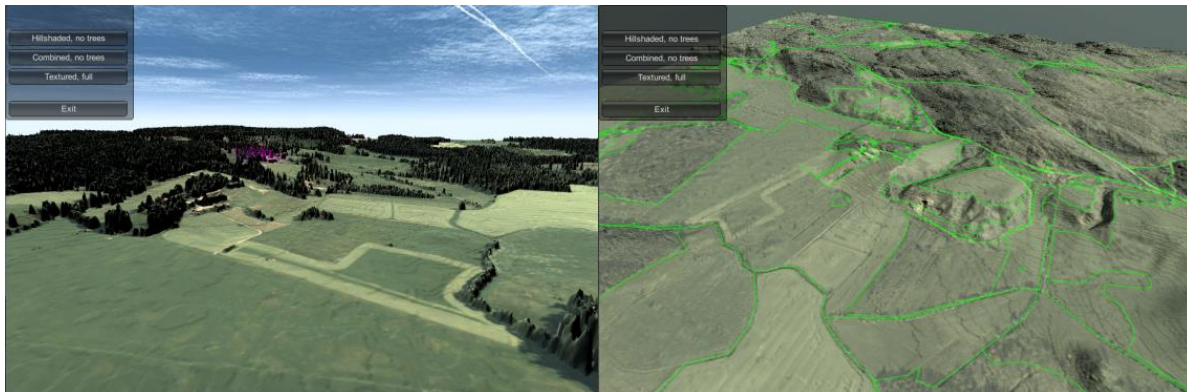 Hillshaded, no trees
Combined, no trees
Textured, full
Exit
Hillshaded, no trees
Combined, no trees
Textured, full
Exit